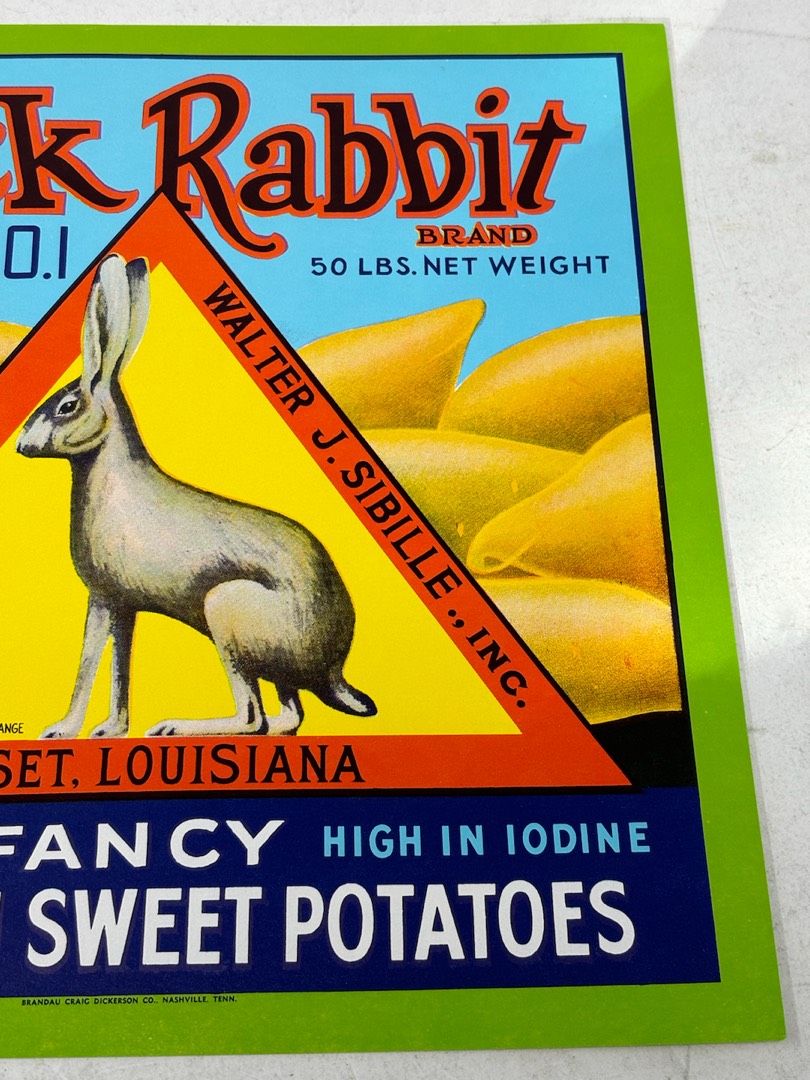 ck Rabbit
BRAND
O.1
50 LBS. NET WEIGHT
WALTER J. SIBILLE., INC.
ANGE
SET, LOUISIANA
FANCY HIGH IN IODINE
SWEET POTATOES
BRANDAU CRAIG DICKERSON CO., NASHVILLE, TENN.